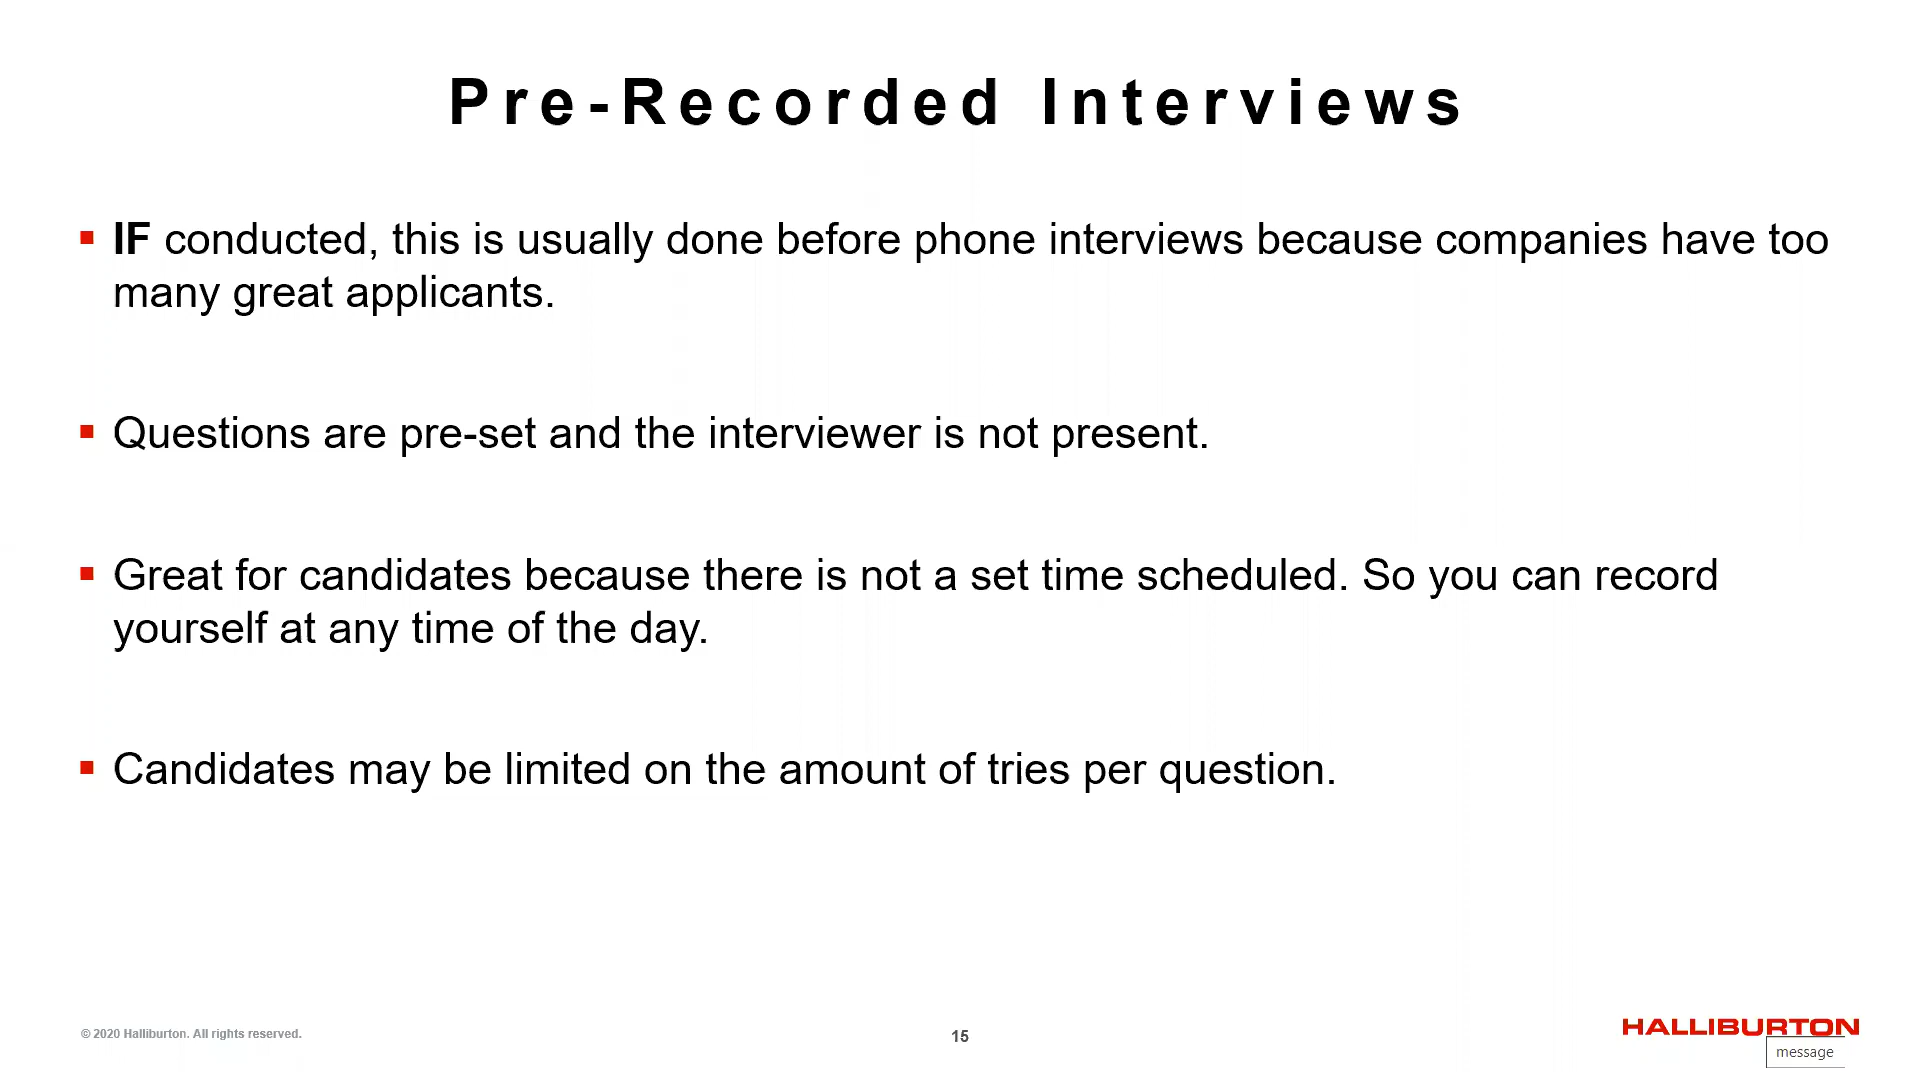 Pre-Recorded Interviews
▪ IF conducted, this is usually done before phone interviews because companies have too
many great applicants.
▪ Questions are pre-set and the interviewer is not present.
▪ Great for candidates because there is not a set time scheduled. So you can record
yourself at any time of the day.
▪ Candidates may be limited on the amount of tries per question.
© 2020 Halliburton. All rights reserved.
15
HALLIBURTON
message